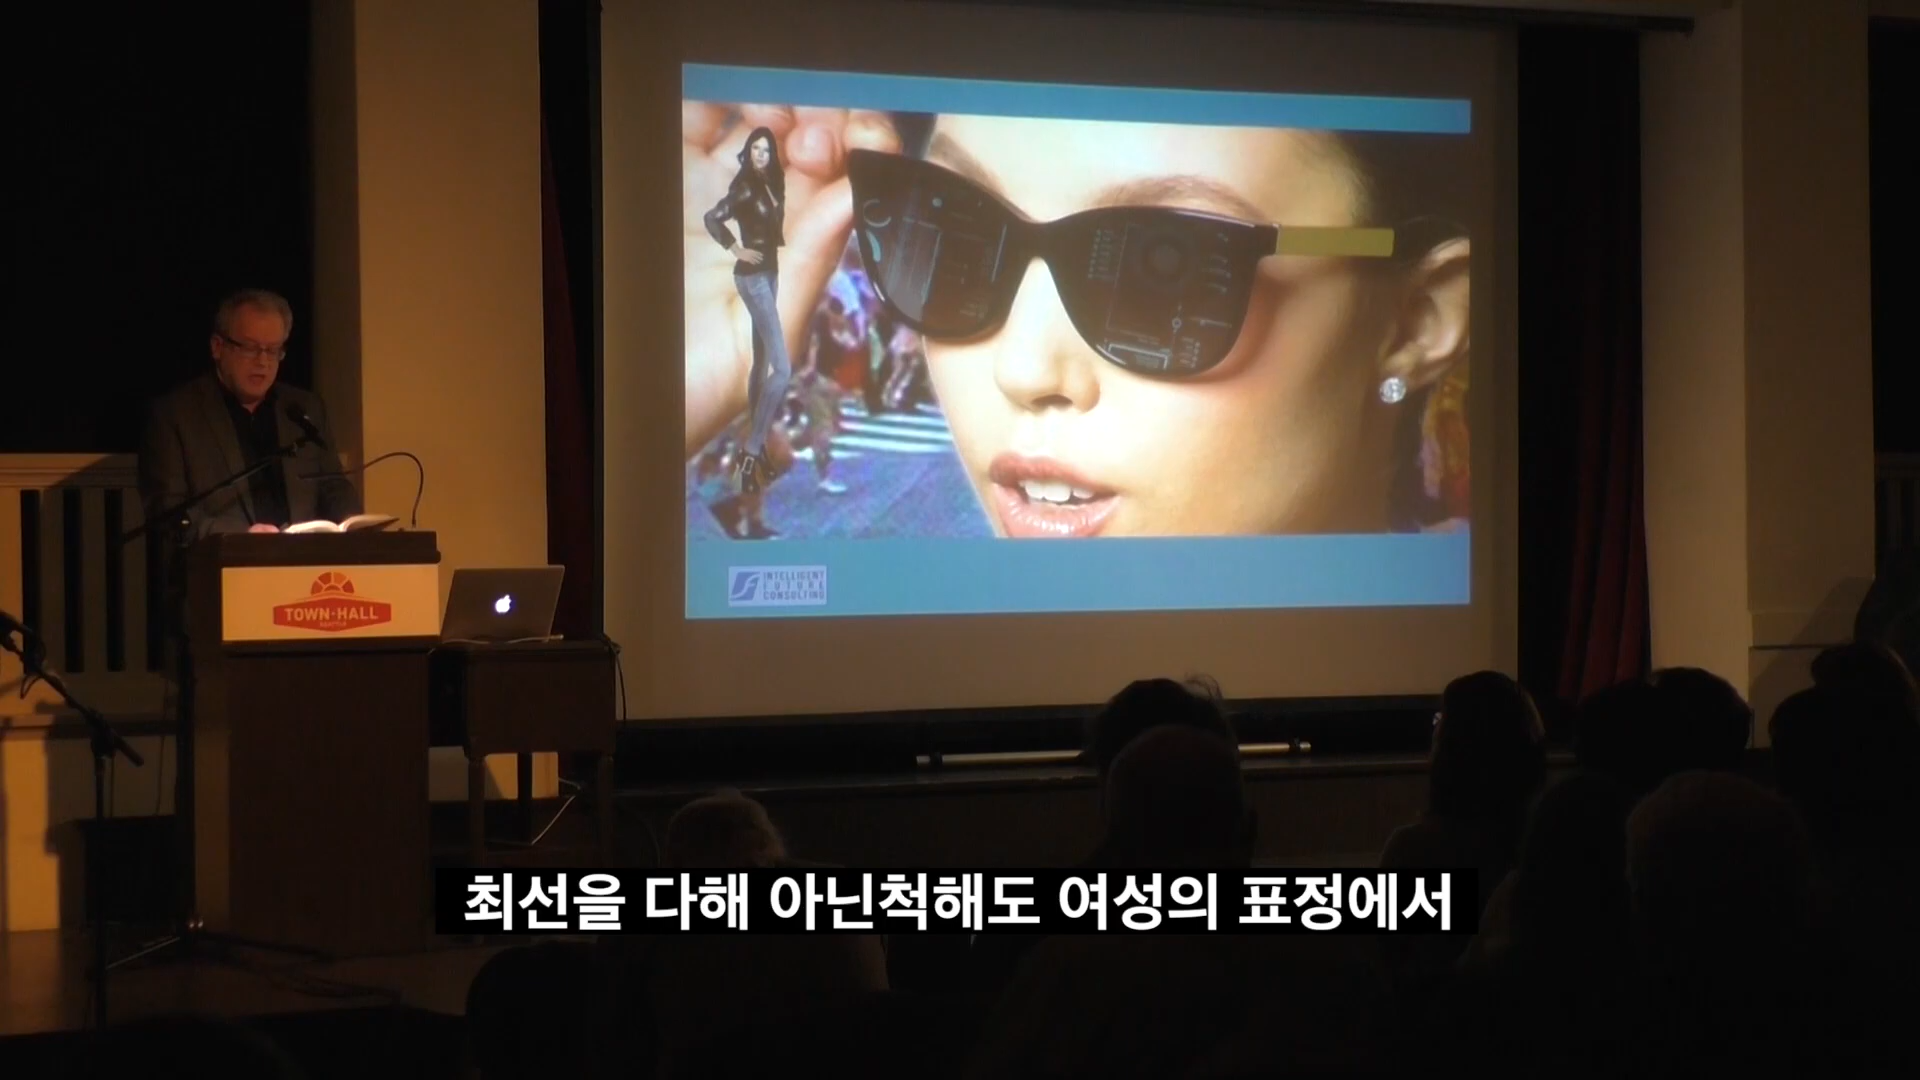 INTELLIGENT
FUTURE
CONSULTING
TOWN-HALL
SEATTLE
최선을 다해 아닌척해도 여성의 표정에서